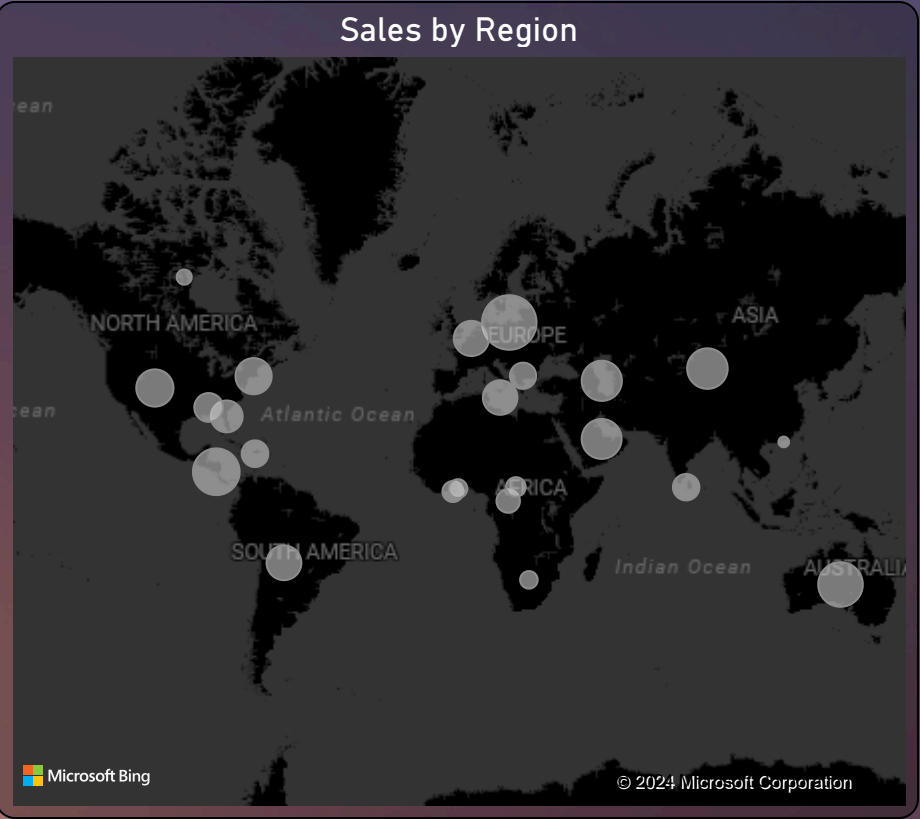 Sales by Region
ean
NORTH AMERICA
EUROPE
ASIA
cean
Atlantic Ocean
AFRICA
SOUTH AMERICA
Indian Ocean
AUSTRALIA
Microsoft Bing
© 2024 Microsoft Corporation